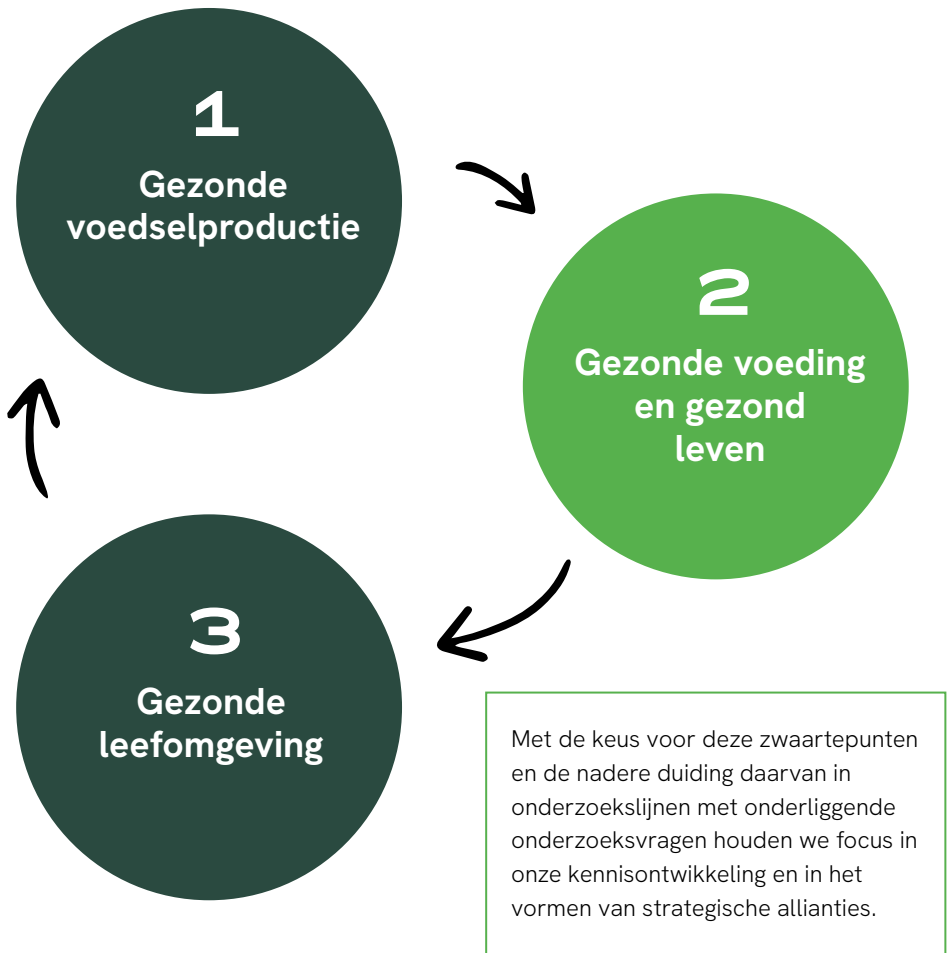 1
Gezonde
voedselproductie
2
Gezonde voeding
en gezond
leven
3
Gezonde
leefomgeving
Met de keus voor deze zwaartepunten
en de nadere duiding daarvan in
onderzoekslijnen met onderliggende
onderzoeksvragen houden we focus in
onze kennisontwikkeling en in het
vormen van strategische allianties.